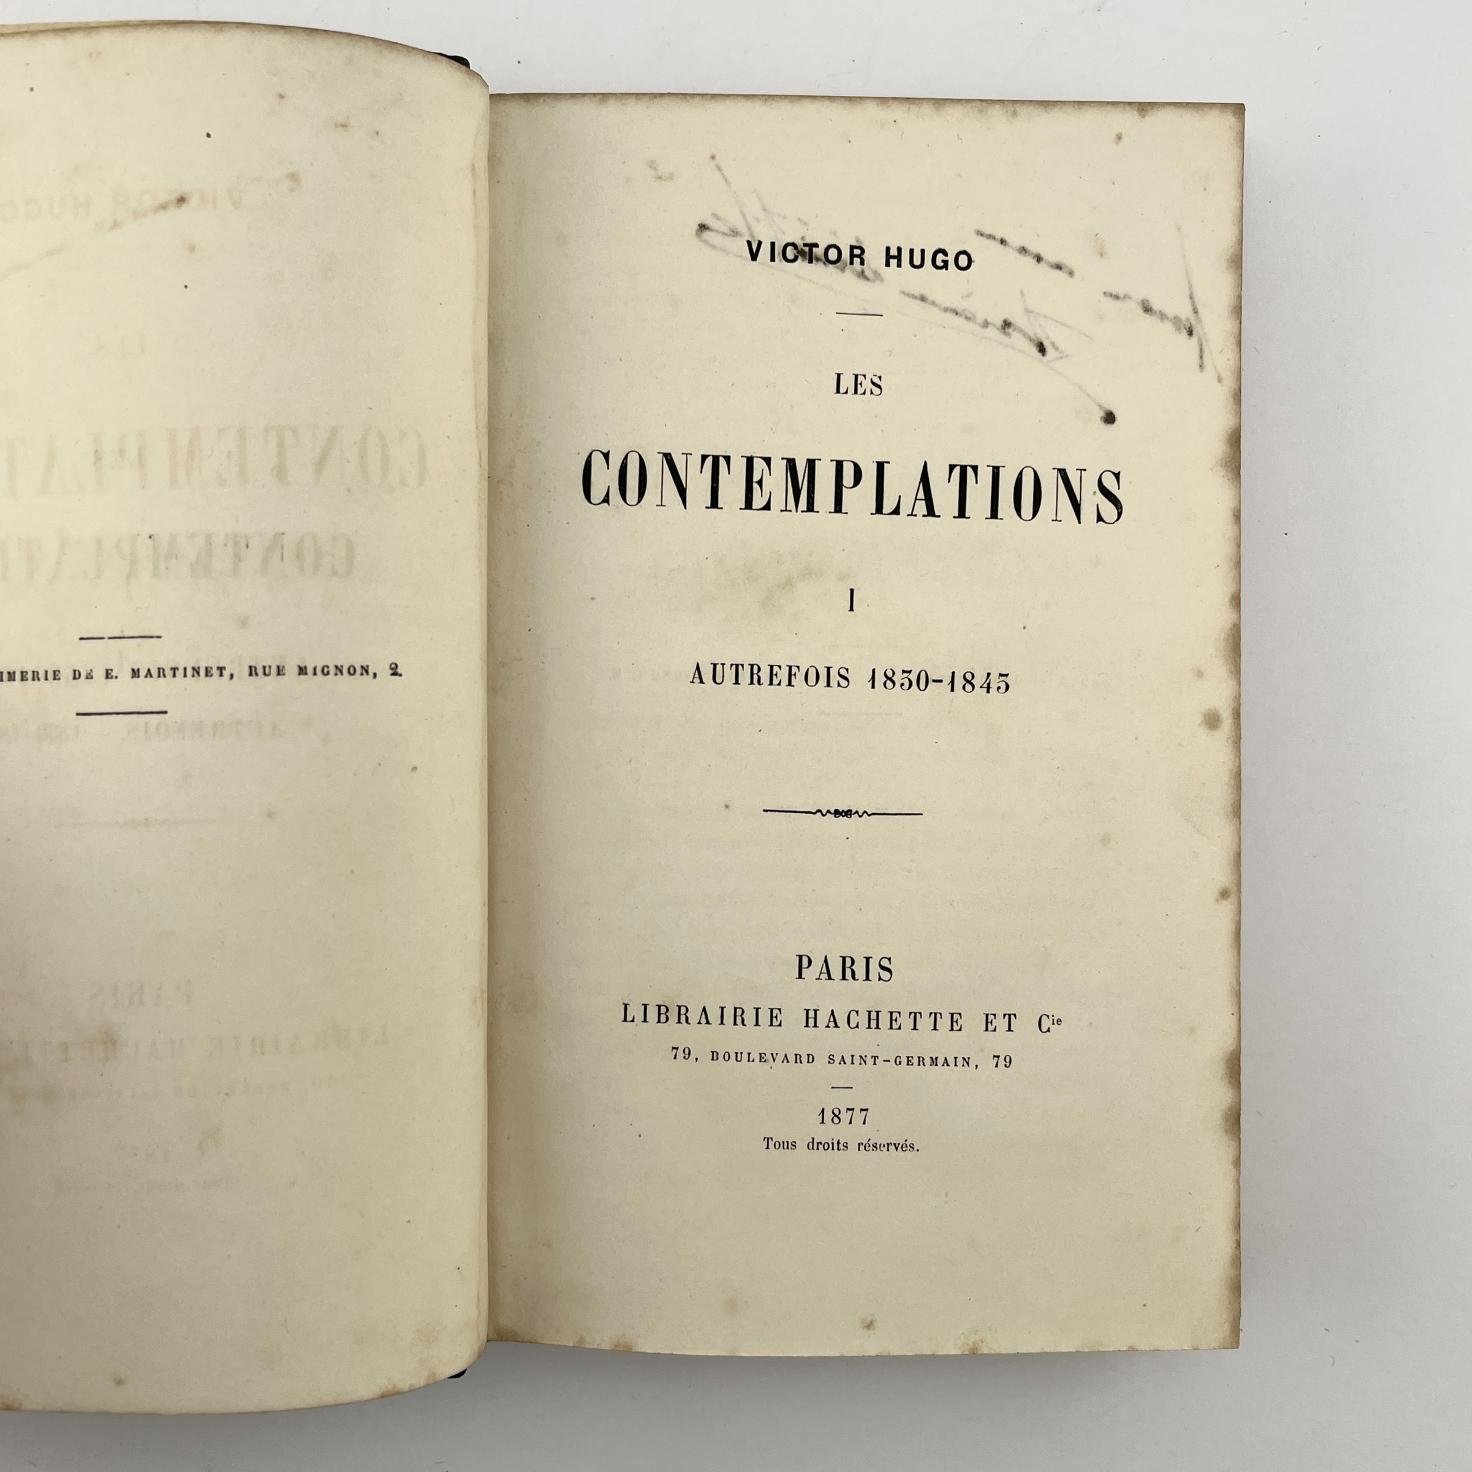 IMERIE DE E. MARTINET, RUE MIGNON, 2.
VICTOR HUGO
LES
CONTEMPLATIONS
I
AUTREFOIS 1830-1843
PARIS
LIBRAIRIE HACHETTE ET Cie
79, BOULEVARD SAINT-GERMAIN, 79
1877
Tous droits réservés.